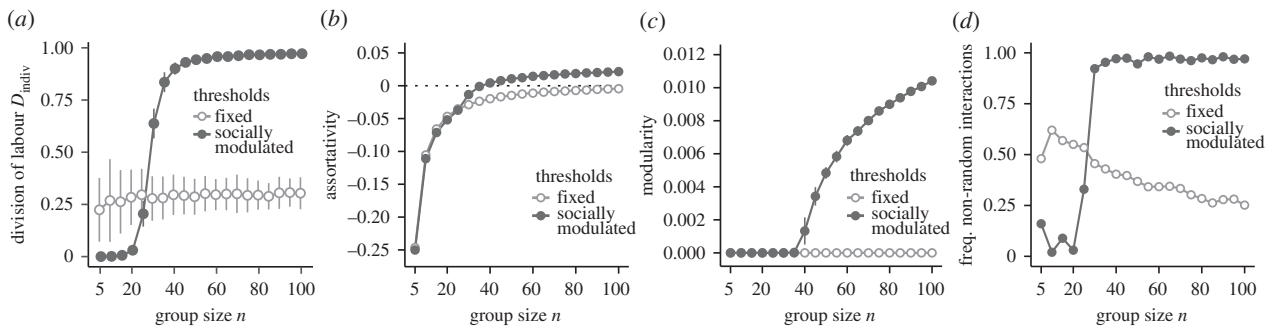 (a)
division of labour D_indiv
1.00
0.75
0.50
0.25
0
thresholds
fixed
socially
modulated
5 20 40 60 80 100
group size n
(b)
assortativity
0.05
0
−0.05
−0.10
−0.15
−0.20
−0.25
thresholds
fixed
socially
modulated
5 20 40 60 80 100
group size n
(c)
modularity
0.012
0.010
0.008
0.006
0.004
0.002
0.000
thresholds
fixed
socially
modulated
5 20 40 60 80 100
group size n
(d)
freq. non-random interactions
1.00
0.75
0.50
0.25
0
thresholds
fixed
socially
modulated
5 20 40 60 80 100
group size n